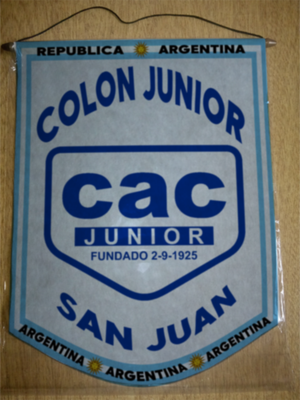 REPUBLICA ARGENTINA
COLON JUNIOR
cac
JUNIOR
FUNDADO 2-9-1925
SAN JUAN
ARGENTINA ARGENTINA ARGENTINA